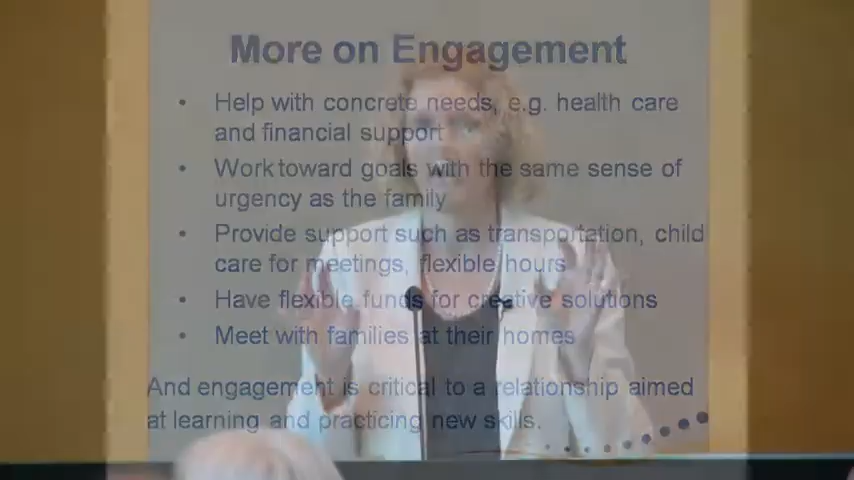 More on Engagement
• Help with concrete needs, e.g. health care
and financial support
• Work toward goals with the same sense of
urgency as the family
• Provide support such as transportation, child
care for meetings, flexible hours
• Have flexible funds for creative solutions
• Meet with families at their homes
And engagement is critical to a relationship aimed
at learning and practicing new skills.